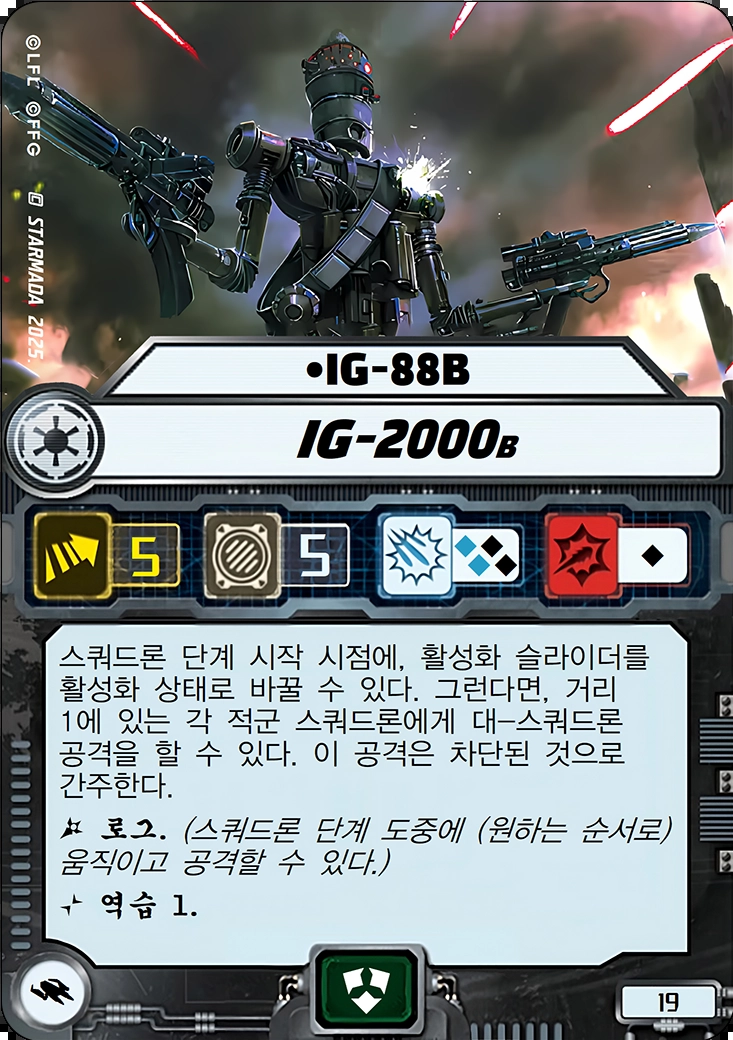 ©LFL ©FFG
STARMADA 2025.
•IG-88B
IG-2000B
5
5
스쿼드론 단계 시작 시점에, 활성화 슬라이더를
활성화 상태로 바꿀 수 있다. 그런다면, 거리
1에 있는 각 적군 스쿼드론에게 대-스쿼드론
공격을 할 수 있다. 이 공격은 차단된 것으로
간주한다.
로그. (스쿼드론 단계 도중에 (원하는 순서로)
움직이고 공격할 수 있다.)
역습 1.
19